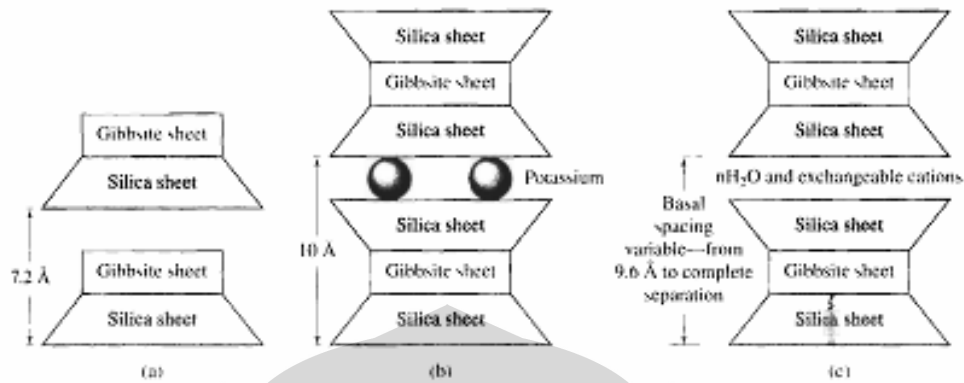 Gibbsite sheet
Silica sheet
7.2 Å
Gibbsite sheet
Silica sheet
(a)
Silica sheet
Gibbsite sheet
Silica sheet
Potassium
10 Å
Silica sheet
Gibbsite sheet
Silica sheet
(b)
Silica sheet
Gibbsite sheet
Silica sheet
nH₂O and exchangeable cations
Basal
spacing
variable—from
9.6 Å to complete
separation
Silica sheet
Gibbsite sheet
Silica sheet
(c)